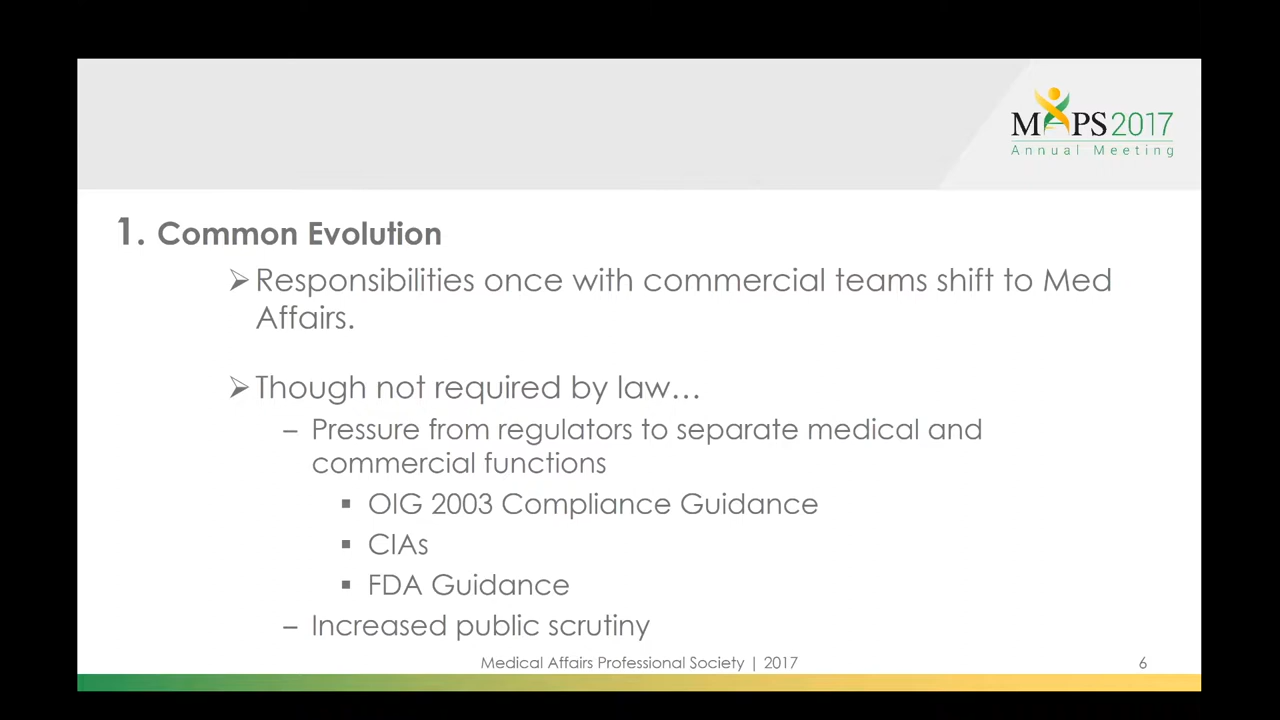 MAPS 2017
Annual Meeting
1. Common Evolution
➢ Responsibilities once with commercial teams shift to Med
Affairs.
➢ Though not required by law…
– Pressure from regulators to separate medical and
commercial functions
▪ OIG 2003 Compliance Guidance
▪ CIAs
▪ FDA Guidance
– Increased public scrutiny
Medical Affairs Professional Society | 2017
6